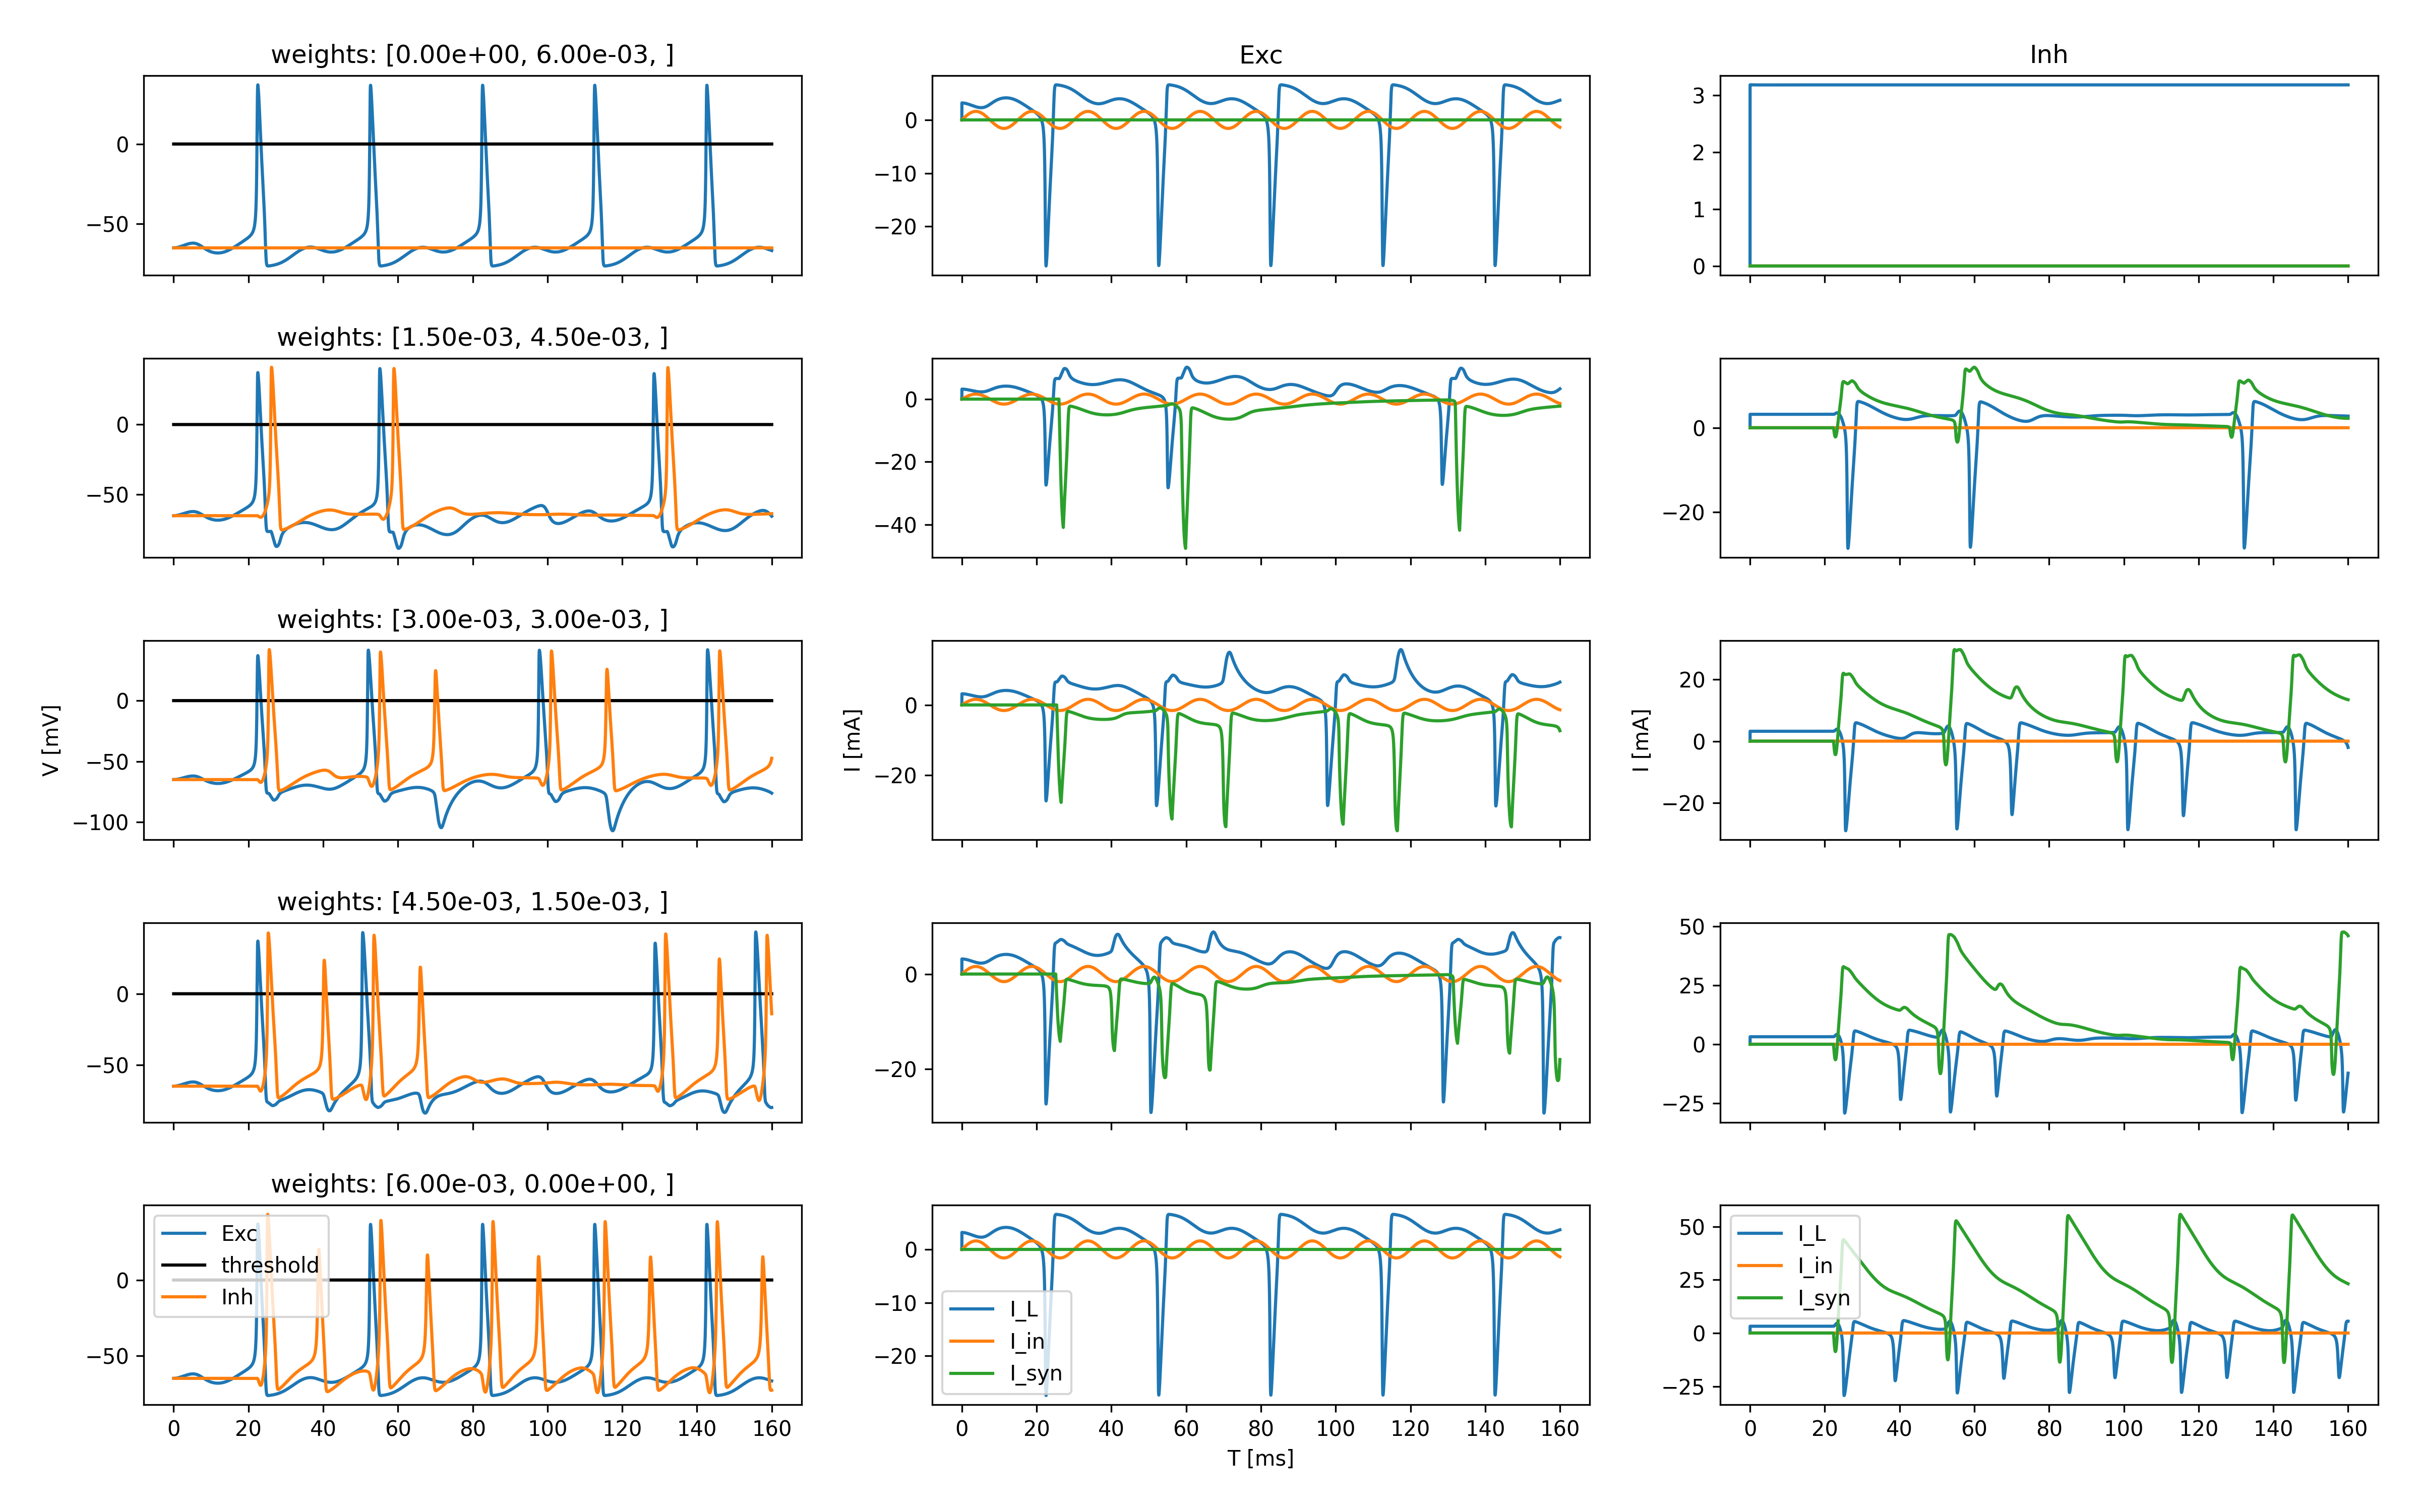 weights: [0.00e+00, 6.00e-03, ]
Exc
Inh
0
−50
0
−10
−20
3
2
1
0
weights: [1.50e-03, 4.50e-03, ]
0
−50
0
−20
−40
0
−20
weights: [3.00e-03, 3.00e-03, ]
V [mV]
0
−50
−100
I [mA]
0
−20
I [mA]
20
0
−20
weights: [4.50e-03, 1.50e-03, ]
0
−50
0
−20
50
25
0
−25
weights: [6.00e-03, 0.00e+00, ]
0
−50
Exc
threshold
Inh
0 20 40 60 80 100 120 140 160
0
−10
−20
I_L
I_in
I_syn
0 20 40 60 80 100 120 140 160
T [ms]
50
25
0
−25
I_L
I_in
I_syn
0 20 40 60 80 100 120 140 160